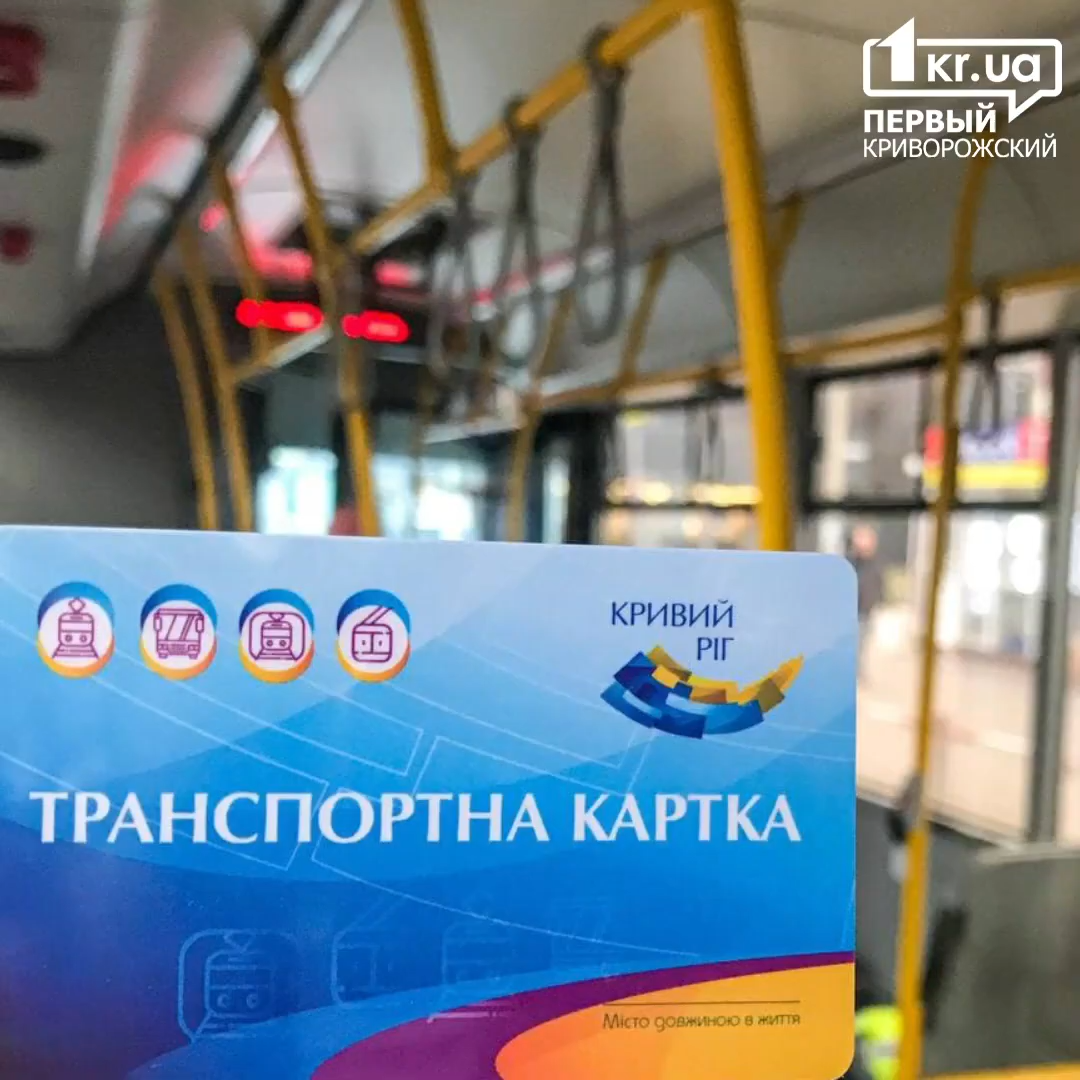 1kr.ua
ПЕРВЫЙ
КРИВОРОЖСКИЙ
КРИВИЙ
РІГ
ТРАНСПОРТНА КАРТКА
Місто довжиною в життя